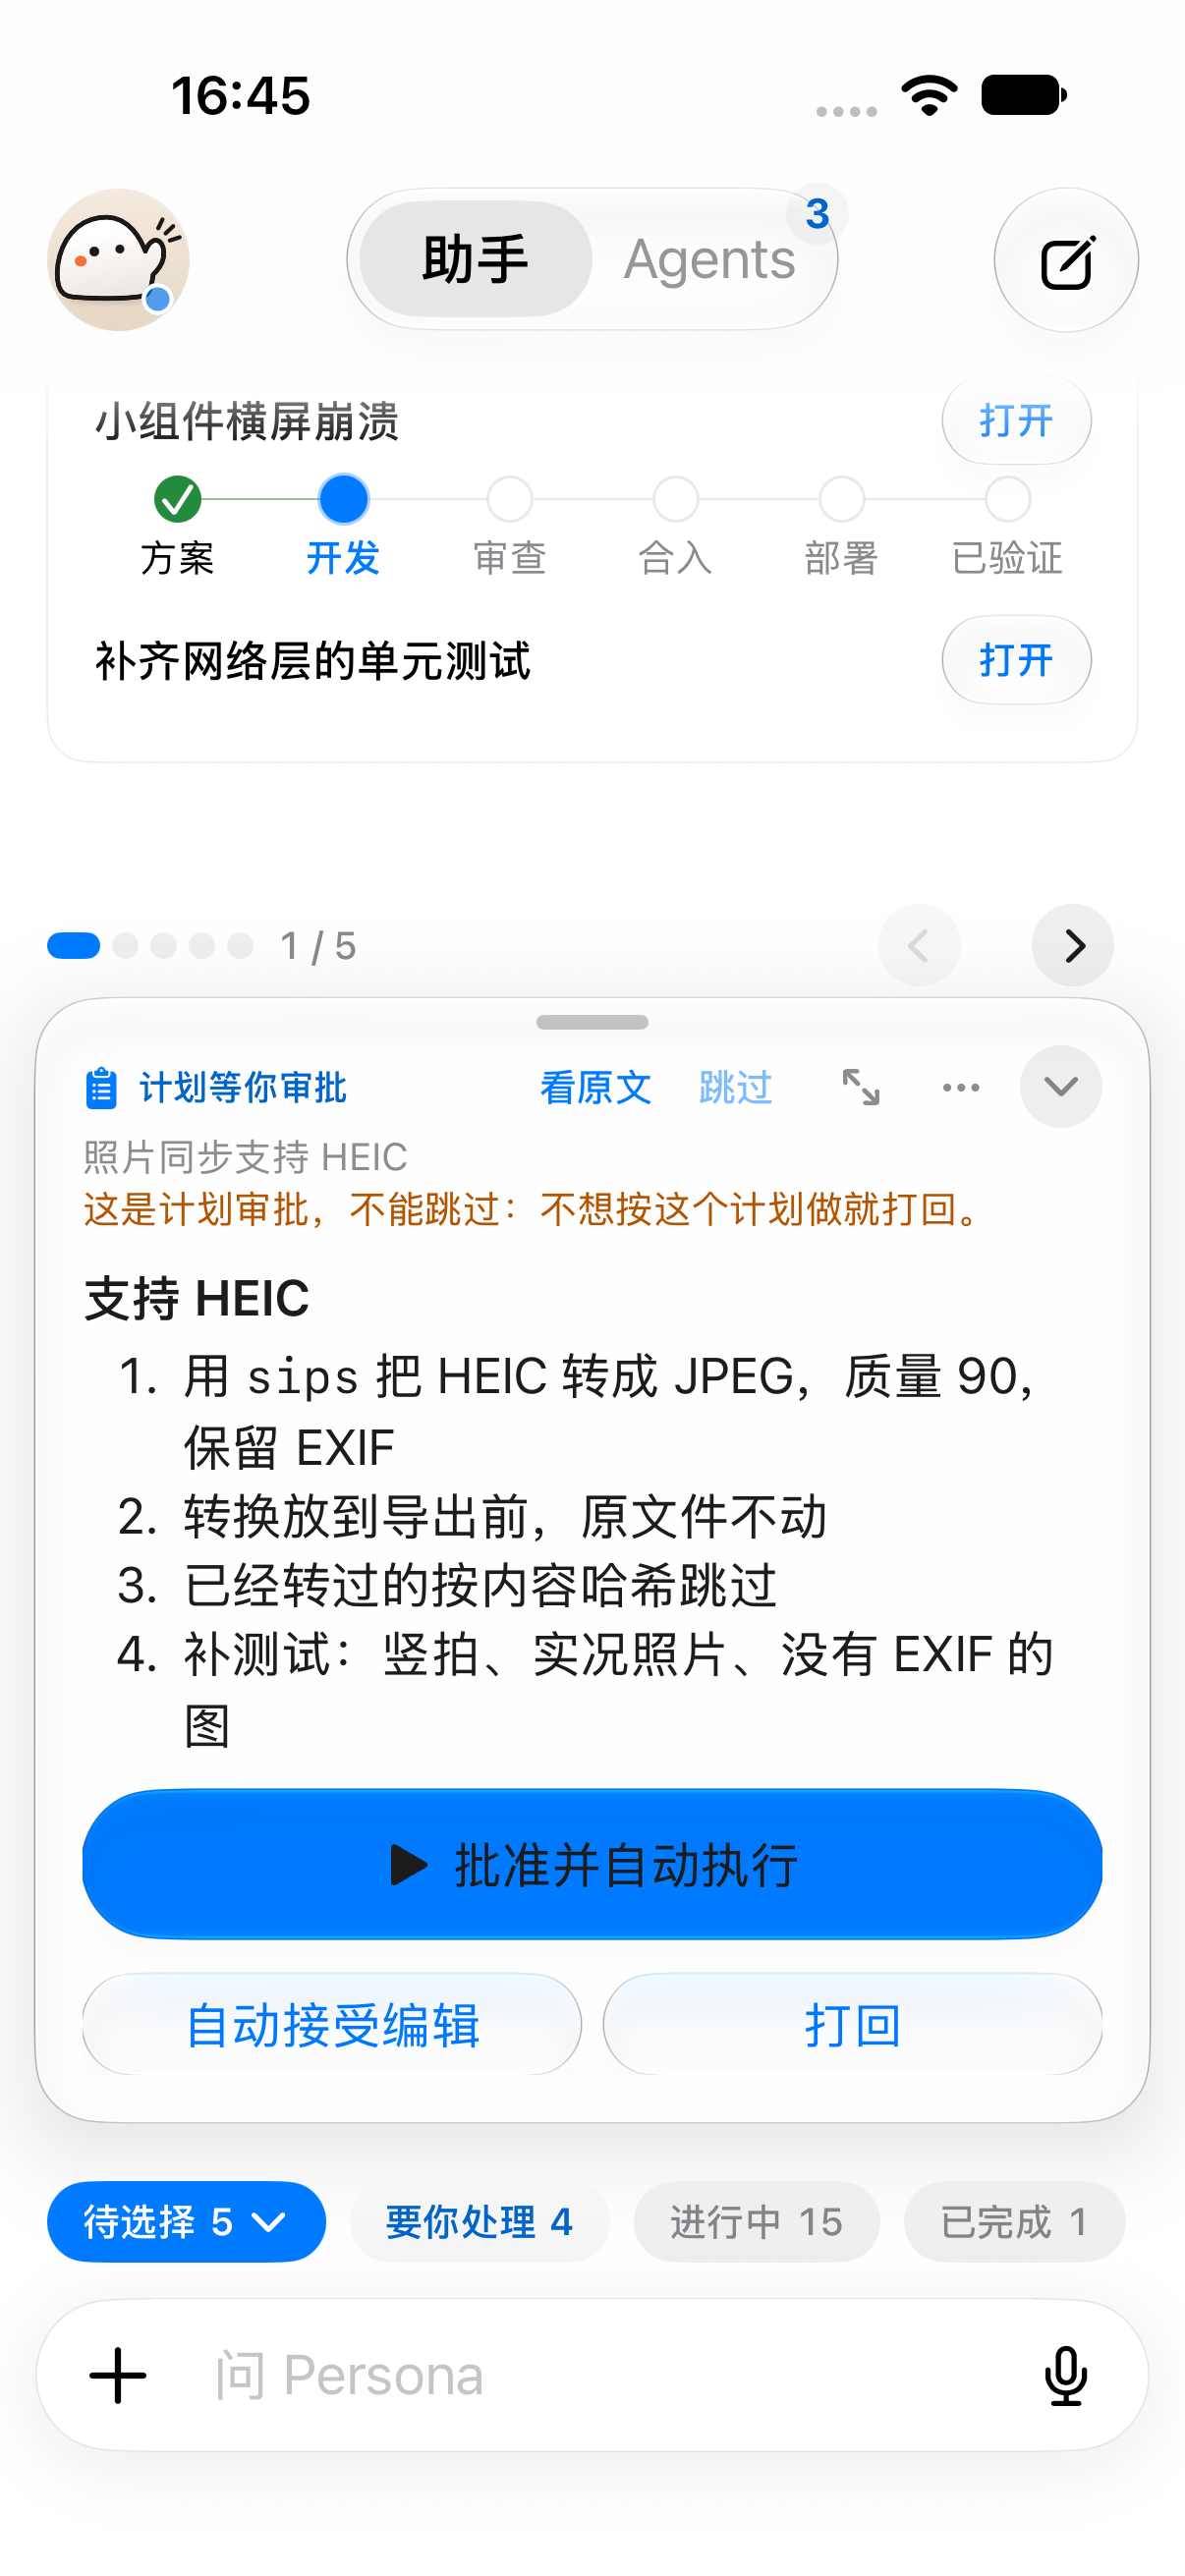 16:45
助手
Agents
3
小组件横屏崩溃
打开
方案
开发
审查
合入
部署
已验证
补齐网络层的单元测试
打开
1 / 5
计划等你审批
看原文
跳过
照片同步支持 HEIC
这是计划审批，不能跳过：不想按这个计划做就打回。
支持 HEIC
1. 用 sips 把 HEIC 转成 JPEG，质量 90，
保留 EXIF
2. 转换放到导出前，原文件不动
3. 已经转过的按内容哈希跳过
4. 补测试：竖拍、实况照片、没有 EXIF 的
图
批准并自动执行
自动接受编辑
打回
待选择 5
要你处理 4
进行中 15
已完成 1
问 Persona